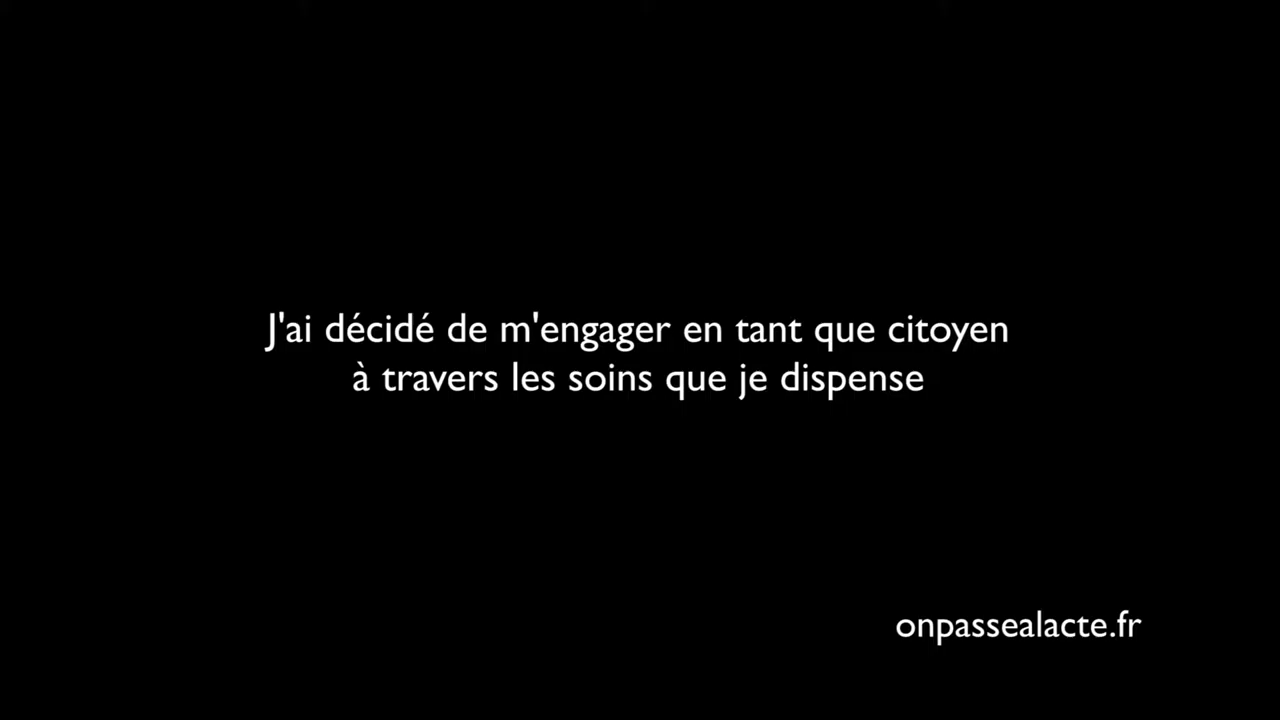 J'ai décidé de m'engager en tant que citoyen
à travers les soins que je dispense
onpassealacte.fr